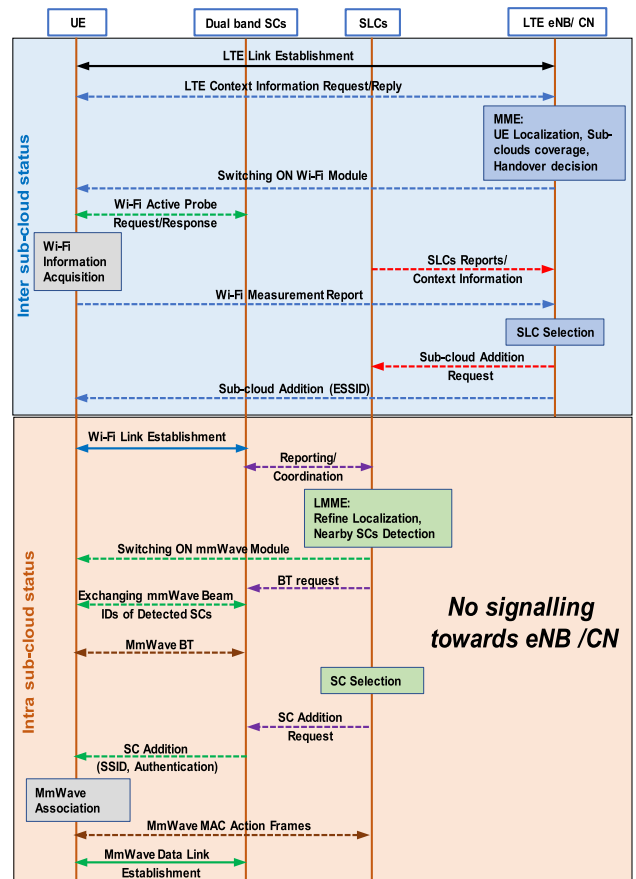 UE
Dual band SCs
SLCs
LTE eNB/ CN
Inter sub-cloud status
LTE Link Establishment
LTE Context Information Request/Reply
MME:
UE Localization, Sub-
clouds coverage,
Handover decision
Switching ON Wi-Fi Module
Wi-Fi Active Probe
Request/Response
Wi-Fi
Information
Acquisition
SLCs Reports/
Context Information
Wi-Fi Measurement Report
SLC Selection
Sub-cloud Addition
Request
Sub-cloud Addition (ESSID)
Intra sub-cloud status
Wi-Fi Link Establishment
Reporting/
Coordination
LMME:
Refine Localization,
Nearby SCs Detection
Switching ON mmWave Module
BT request
Exchanging mmWave Beam
IDs of Detected SCs
No signalling
towards eNB /CN
MmWave BT
SC Selection
SC Addition
Request
SC Addition
(SSID, Authentication)
MmWave
Association
MmWave MAC Action Frames
MmWave Data Link
Establishment